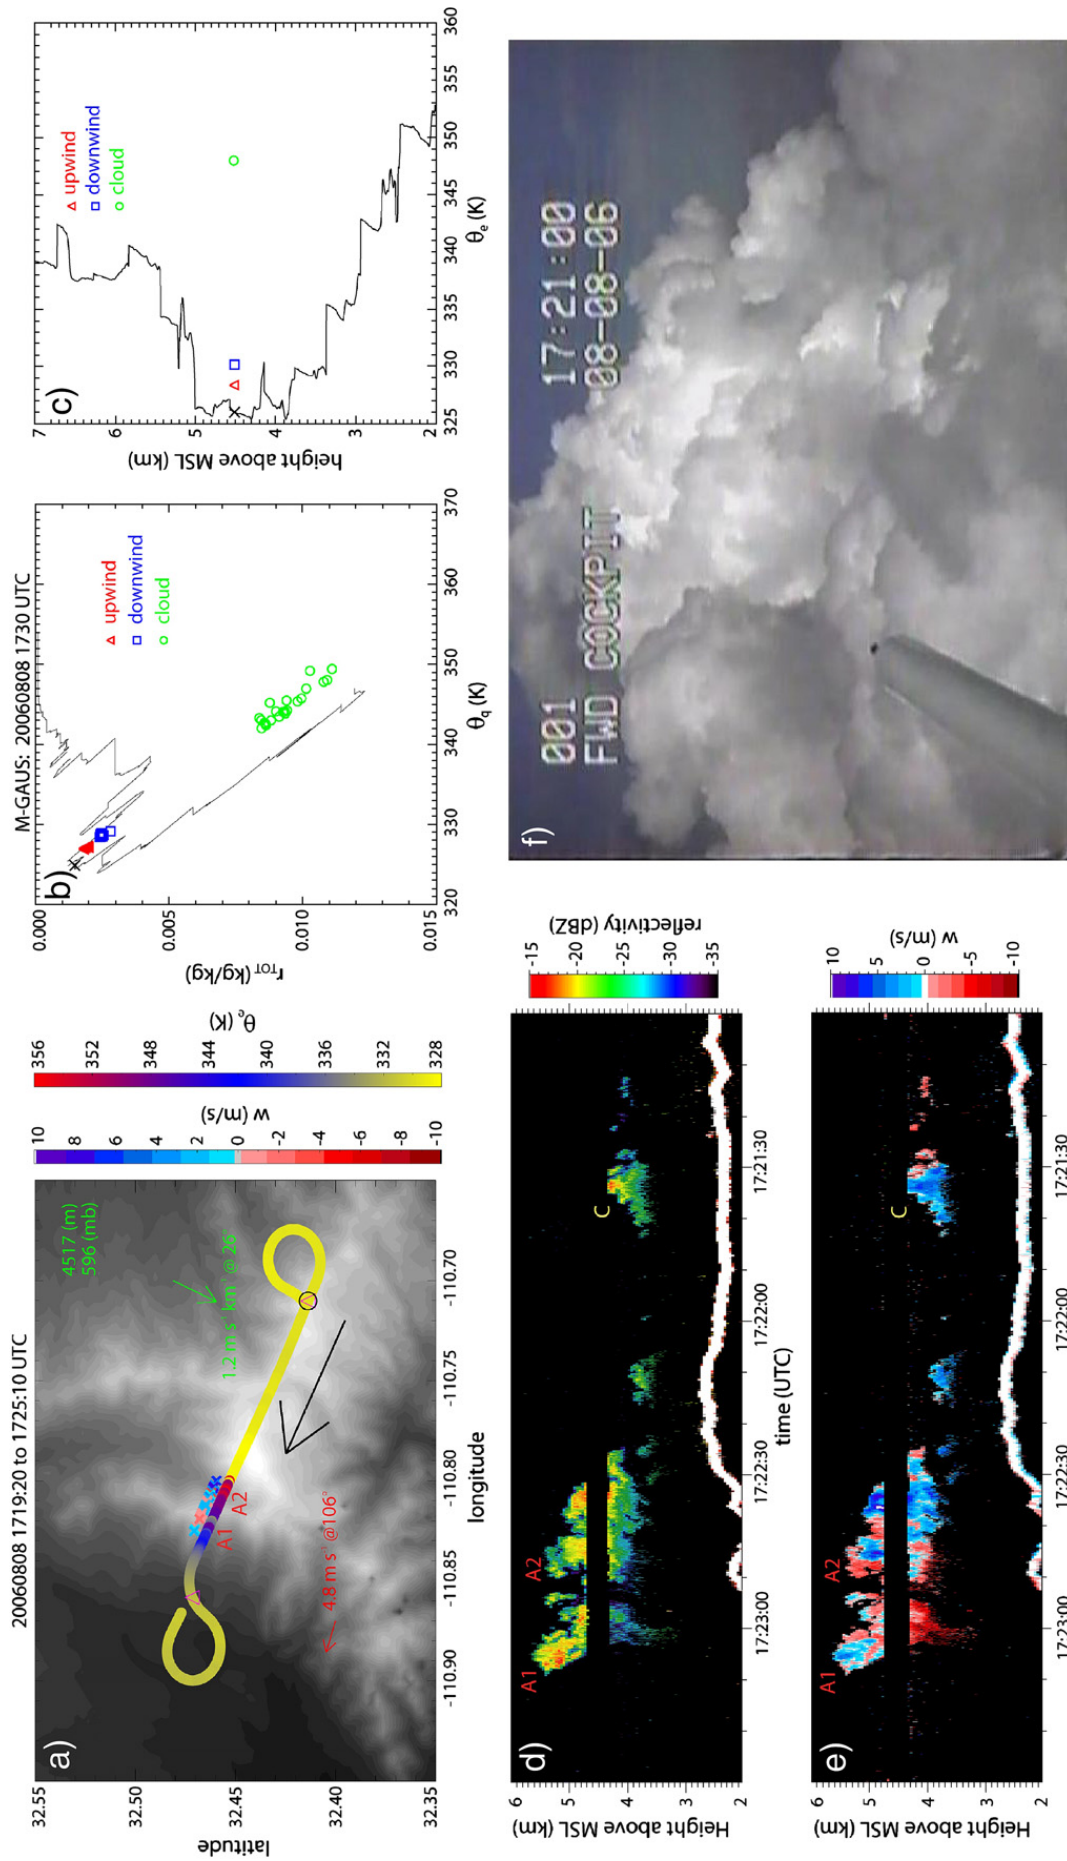 20060808 1719:20 to 1725:10 UTC
a)
4517 (m)
596 (mb)
1.2 m s⁻¹ km⁻¹ @ 26°
4.8 m s⁻¹ @106°
A1
A2
latitude
32.55
32.50
32.45
32.40
32.35
-110.90
-110.85
-110.80
-110.75
-110.70
longitude
w (m/s)
10
8
6
4
2
0
-2
-4
-6
-8
-10
θe (K)
356
352
348
344
340
336
332
328
M-GAUS: 20060808 1730 UTC
b)
upwind
downwind
cloud
rTOT (kg/kg)
0.000
0.005
0.010
0.015
320
330
340
350
360
370
θq (K)
c)
upwind
downwind
cloud
height above MSL (km)
7
6
5
4
3
2
325
330
335
340
345
350
355
360
θe (K)
d)
A1
A2
C
Height above MSL (km)
6
5
4
3
2
17:23:00
17:22:30
17:22:00
17:21:30
time (UTC)
reflectivity (dBZ)
-15
-20
-25
-30
-35
e)
A1
A2
C
Height above MSL (km)
6
5
4
3
2
17:23:00
17:22:30
17:22:00
17:21:30
w (m/s)
10
5
0
-5
-10
f)
001 17:21:00
FWD COCKPIT 08-08-06